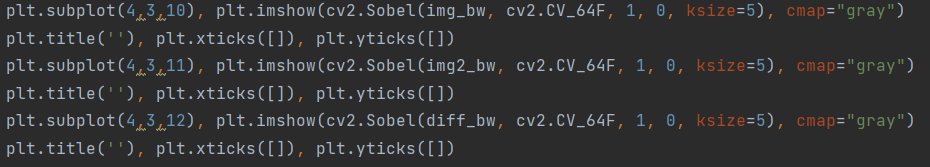 plt.subplot(4,3,10), plt.imshow(cv2.Sobel(img_bw, cv2.CV_64F, 1, 0, ksize=5), cmap="gray")
plt.title(''), plt.xticks([]), plt.yticks([])
plt.subplot(4,3,11), plt.imshow(cv2.Sobel(img2_bw, cv2.CV_64F, 1, 0, ksize=5), cmap="gray")
plt.title(''), plt.xticks([]), plt.yticks([])
plt.subplot(4,3,12), plt.imshow(cv2.Sobel(diff_bw, cv2.CV_64F, 1, 0, ksize=5), cmap="gray")
plt.title(''), plt.xticks([]), plt.yticks([])